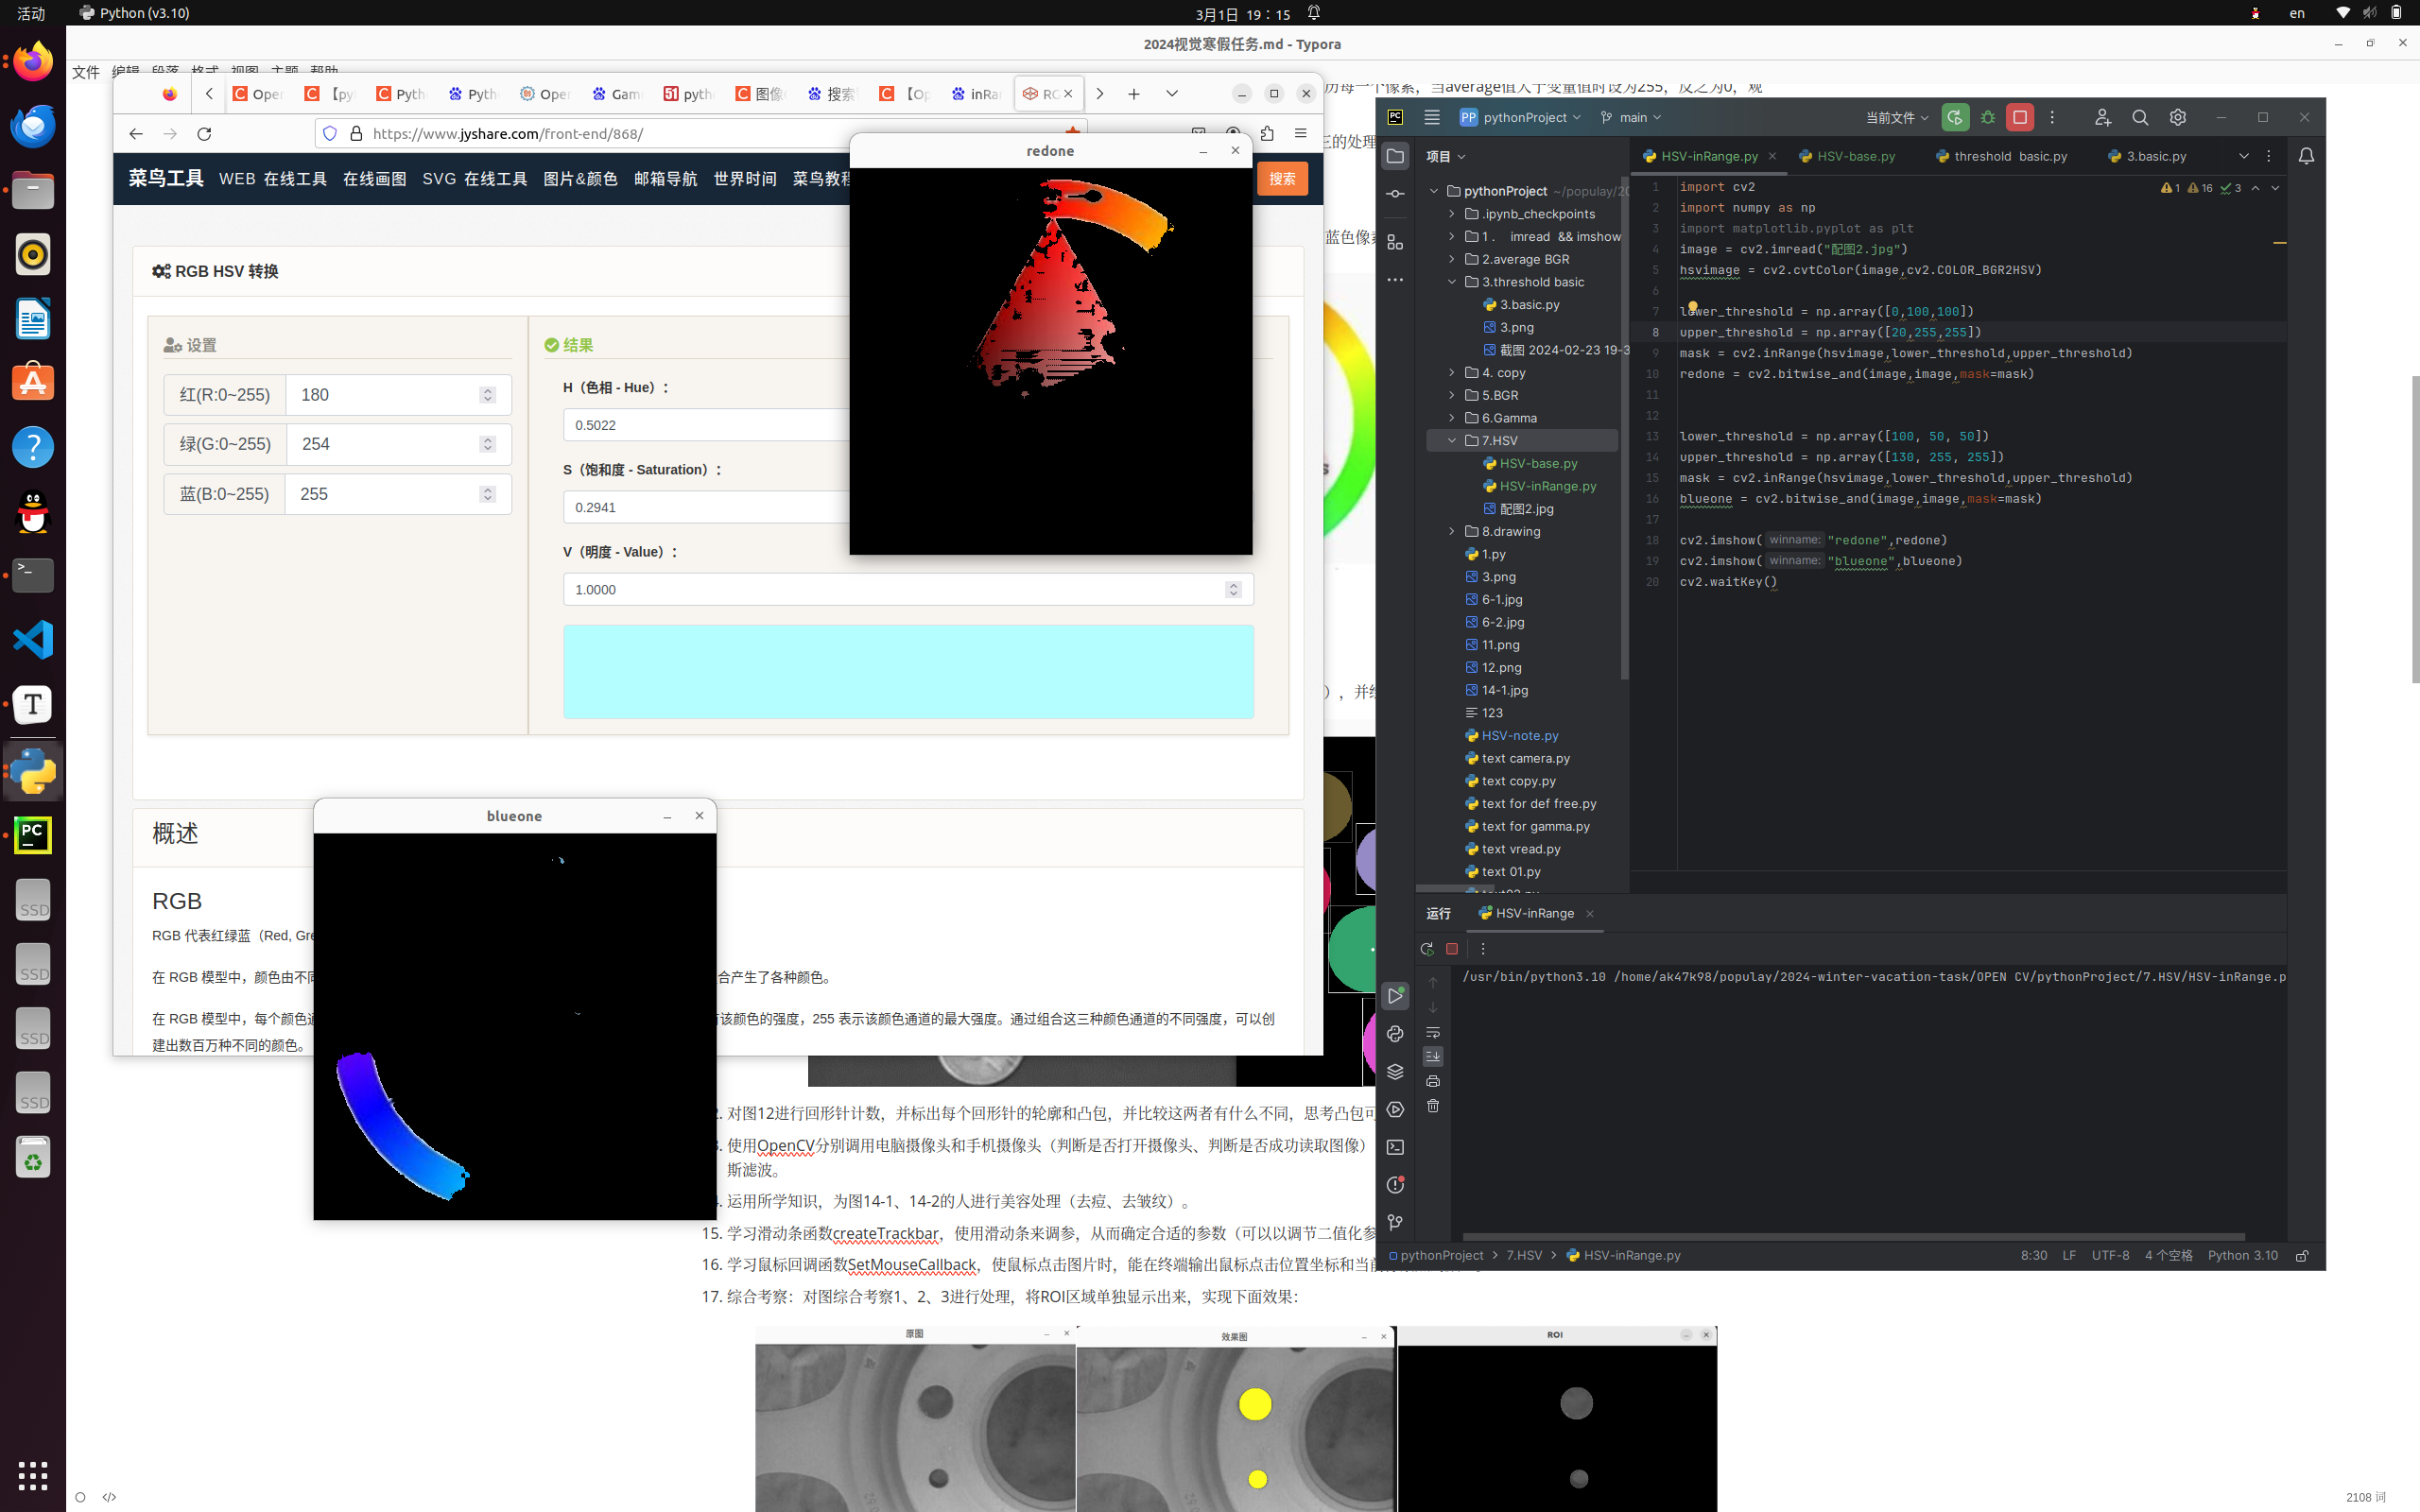 活动
Python (v3.10)
3月1日 19：15
en
2024视觉寒假任务.md - Typora
文件 编辑 段落 格式 视图 主题 帮助
历每一个像素，当average值大于变量值时设为255，反之为0，观
Ope
【py
Pyth
Pyth
Ope
Gam
pyth
图像
搜索
【Op
inRa
https://www.jyshare.com/front-end/868/
菜鸟工具 WEB 在线工具 在线画图 SVG 在线工具 图片&颜色 邮箱导航 世界时间 菜鸟教程
搜索
RGB HSV 转换
设置
红(R:0~255) 180
绿(G:0~255) 254
蓝(B:0~255) 255
结果
H（色相 - Hue）：
0.5022
S（饱和度 - Saturation）：
0.2941
V（明度 - Value）：
1.0000
redone
概述
RGB
RGB 代表红绿蓝（Red, Gre
在 RGB 模型中，颜色由不同
合产生了各种颜色。
在 RGB 模型中，每个颜色通
该颜色的强度，255 表示该颜色通道的最大强度。通过组合这三种颜色通道的不同强度，可以创
建出数百万种不同的颜色。
blueone
三的处理
蓝色像素
），并绘
对图12进行回形针计数，并标出每个回形针的轮廓和凸包，并比较这两者有什么不同，思考凸包可
使用OpenCV分别调用电脑摄像头和手机摄像头（判断是否打开摄像头、判断是否成功读取图像）
斯滤波。
运用所学知识，为图14-1、14-2的人进行美容处理（去痘、去皱纹）。
15. 学习滑动条函数createTrackbar，使用滑动条来调参，从而确定合适的参数（可以以调节二值化参
16. 学习鼠标回调函数SetMouseCallback，使鼠标点击图片时，能在终端输出鼠标点击位置坐标和当前
17. 综合考察：对图综合考察1、2、3进行处理，将ROI区域单独显示出来，实现下面效果：
原图
效果图
ROI
2108 词
PC
PP pythonProject
main
当前文件
项目
HSV-inRange.py
HSV-base.py
threshold basic.py
3.basic.py
pythonProject ~/populay/20
.ipynb_checkpoints
1 . imread && imshow
2.average BGR
3.threshold basic
3.basic.py
3.png
截图 2024-02-23 19-3
4. copy
5.BGR
6.Gamma
7.HSV
HSV-base.py
HSV-inRange.py
配图2.jpg
8.drawing
1.py
3.png
6-1.jpg
6-2.jpg
11.png
12.png
14-1.jpg
123
HSV-note.py
text camera.py
text copy.py
text for def free.py
text for gamma.py
text vread.py
text 01.py
1 16 3
1 import cv2
2 import numpy as np
3 import matplotlib.pyplot as plt
4 image = cv2.imread("配图2.jpg")
5 hsvimage = cv2.cvtColor(image,cv2.COLOR_BGR2HSV)
6
7 lower_threshold = np.array([0,100,100])
8 upper_threshold = np.array([20,255,255])
9 mask = cv2.inRange(hsvimage,lower_threshold,upper_threshold)
10 redone = cv2.bitwise_and(image,image,mask=mask)
11
12
13 lower_threshold = np.array([100, 50, 50])
14 upper_threshold = np.array([130, 255, 255])
15 mask = cv2.inRange(hsvimage,lower_threshold,upper_threshold)
16 blueone = cv2.bitwise_and(image,image,mask=mask)
17
18 cv2.imshow( winname: "redone",redone)
19 cv2.imshow( winname: "blueone",blueone)
20 cv2.waitKey()
运行
HSV-inRange
/usr/bin/python3.10 /home/ak47k98/populay/2024-winter-vacation-task/OPEN CV/pythonProject/7.HSV/HSV-inRange.p
pythonProject > 7.HSV > HSV-inRange.py
8:30 LF UTF-8 4 个空格 Python 3.10
SSD
SSD
SSD
SSD